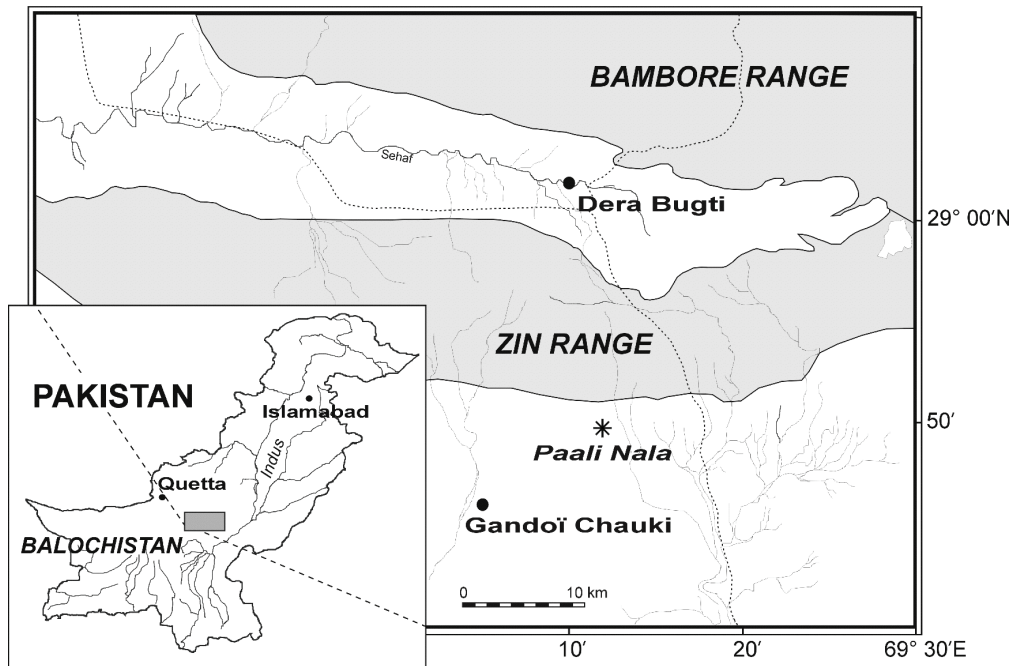 BAMBORE RANGE
Sehaf
Dera Bugti
29° 00'N
ZIN RANGE
PAKISTAN
Islamabad
Indus
Quetta
BALOCHISTAN
50'
Paali Nala
Gandoï Chauki
0 10 km
10' 20' 69° 30'E